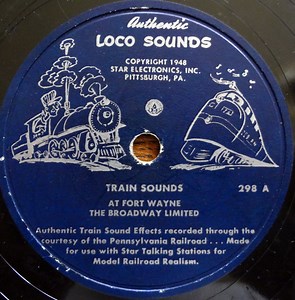 Authentic
LOCO SOUNDS
COPYRIGHT 1948
STAR ELECTRONICS, INC.
PITTSBURGH, PA.
TRAIN SOUNDS
298 A
AT FORT WAYNE
THE BROADWAY LIMITED
Authentic Train Sound Effects recorded through the
courtesy of the Pennsylvania Railroad . . . Made
for use with Star Talking Stations for
Model Railroad Realism.